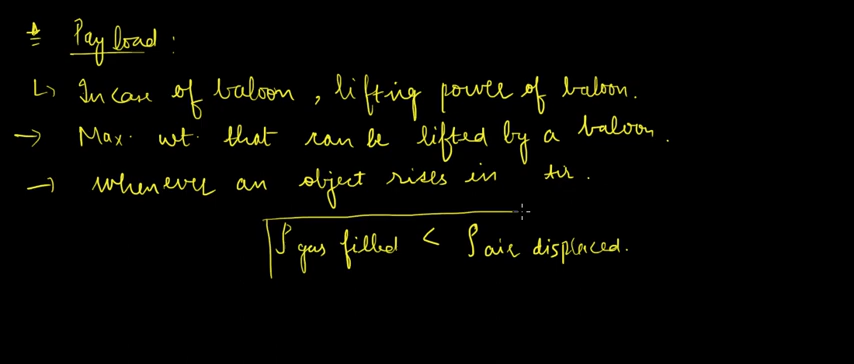 * Payload :
↳ Incase of baloon, lifting power of baloon.
→ Max. wt. that can be lifted by a baloon.
→ whenever an object rises in Air.
ρ gas filled < ρ air displaced.